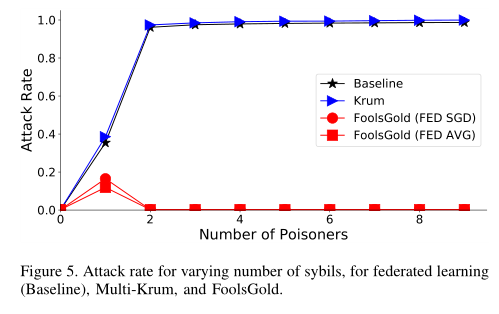 1.0
0.8
0.6
0.4
0.2
0.0
Attack Rate
Baseline
Krum
FoolsGold (FED SGD)
FoolsGold (FED AVG)
0 2 4 6 8
Number of Poisoners
Figure 5. Attack rate for varying number of sybils, for federated learning
(Baseline), Multi-Krum, and FoolsGold.